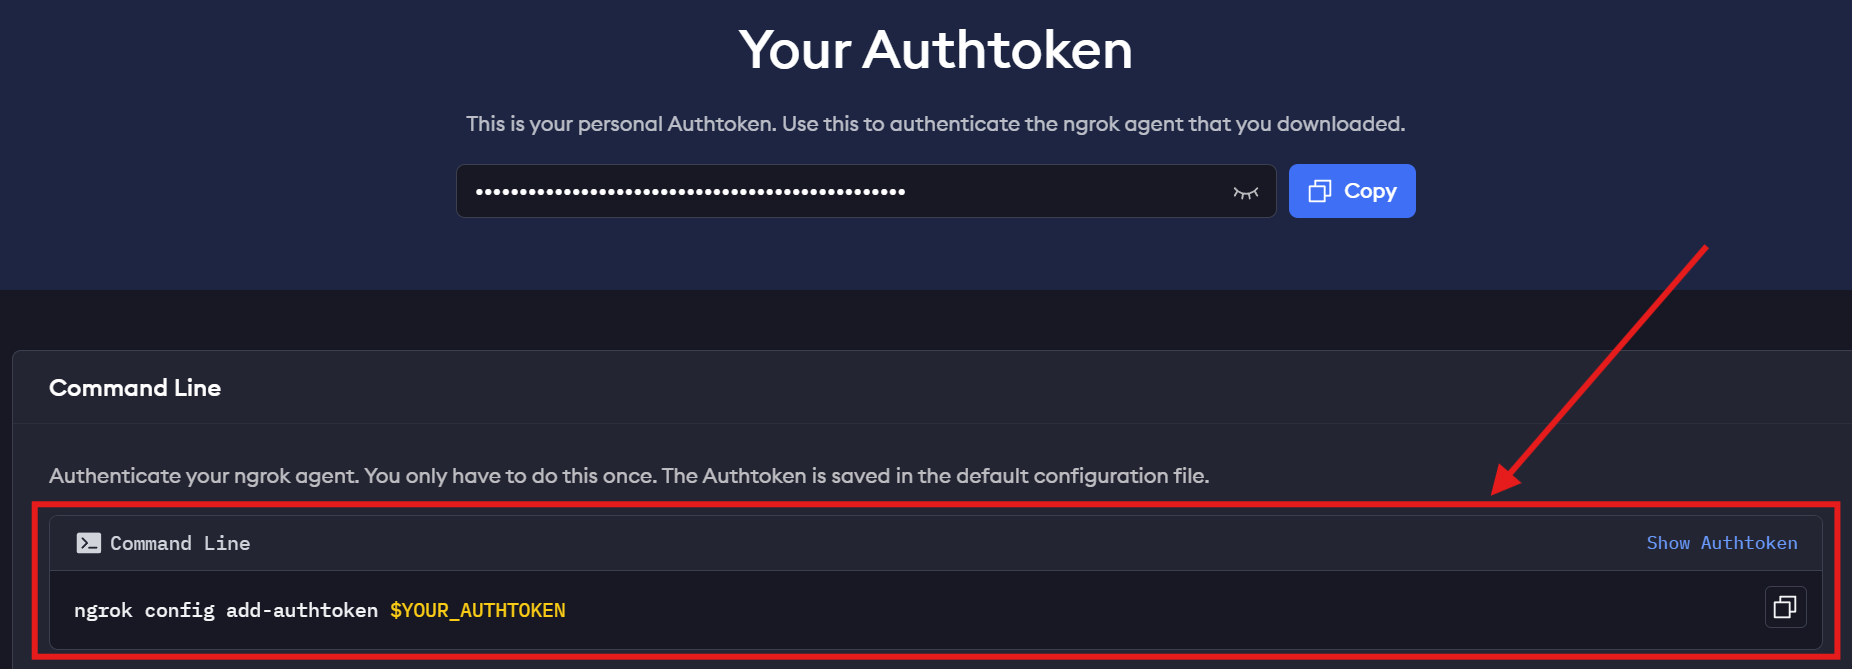 Your Authtoken
This is your personal Authtoken. Use this to authenticate the ngrok agent that you downloaded.
••••••••••••••••••••••••••••••••••••••••••••••••• Copy
Command Line
Authenticate your ngrok agent. You only have to do this once. The Authtoken is saved in the default configuration file.
Command Line Show Authtoken
ngrok config add-authtoken $YOUR_AUTHTOKEN